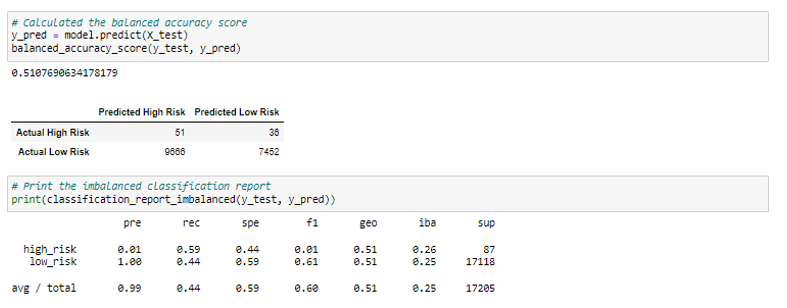 # Calculated the balanced accuracy score
y_pred = model.predict(X_test)
balanced_accuracy_score(y_test, y_pred)
0.5107690634178179
Predicted High Risk Predicted Low Risk
Actual High Risk 51 36
Actual Low Risk 9666 7452
# Print the imbalanced classification report
print(classification_report_imbalanced(y_test, y_pred))
pre rec spe f1 geo iba sup
high_risk 0.01 0.59 0.44 0.01 0.51 0.26 87
low_risk 1.00 0.44 0.59 0.61 0.51 0.25 17118
avg / total 0.99 0.44 0.59 0.60 0.51 0.25 17205